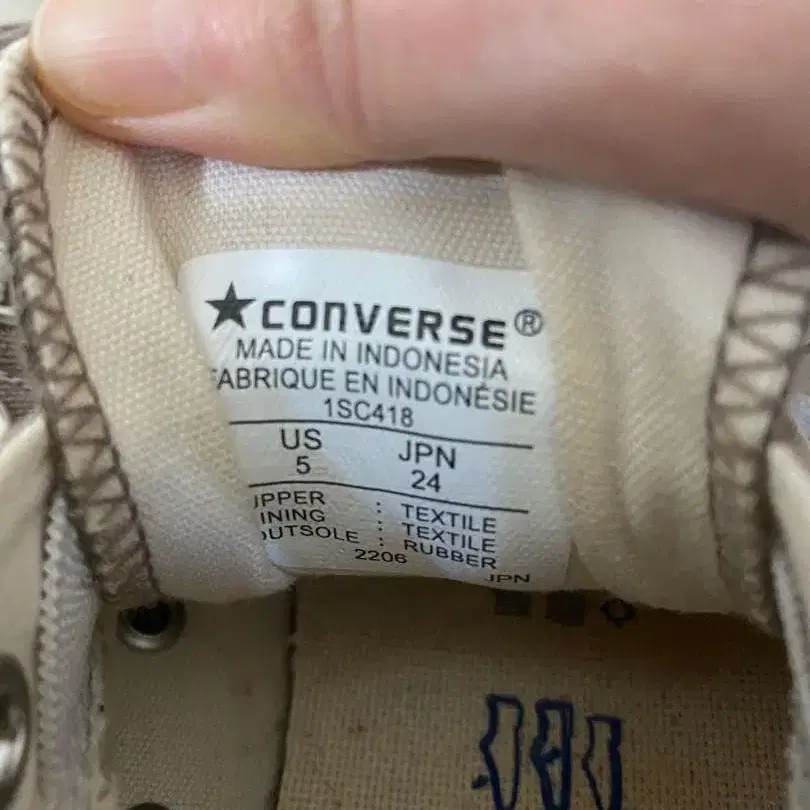 ★CONVERSE®
MADE IN INDONESIA
FABRIQUE EN INDONÉSIE
1SC418
US JPN
5 24
UPPER : TEXTILE
LINING : TEXTILE
OUTSOLE : RUBBER
2206
JPN